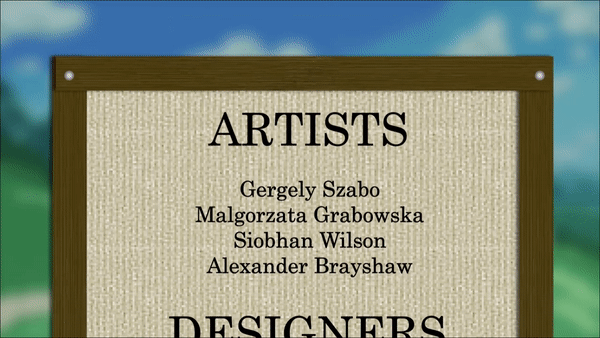 ARTISTS
Gergely Szabo
Malgorzata Grabowska
Siobhan Wilson
Alexander Brayshaw
DESIGNERS